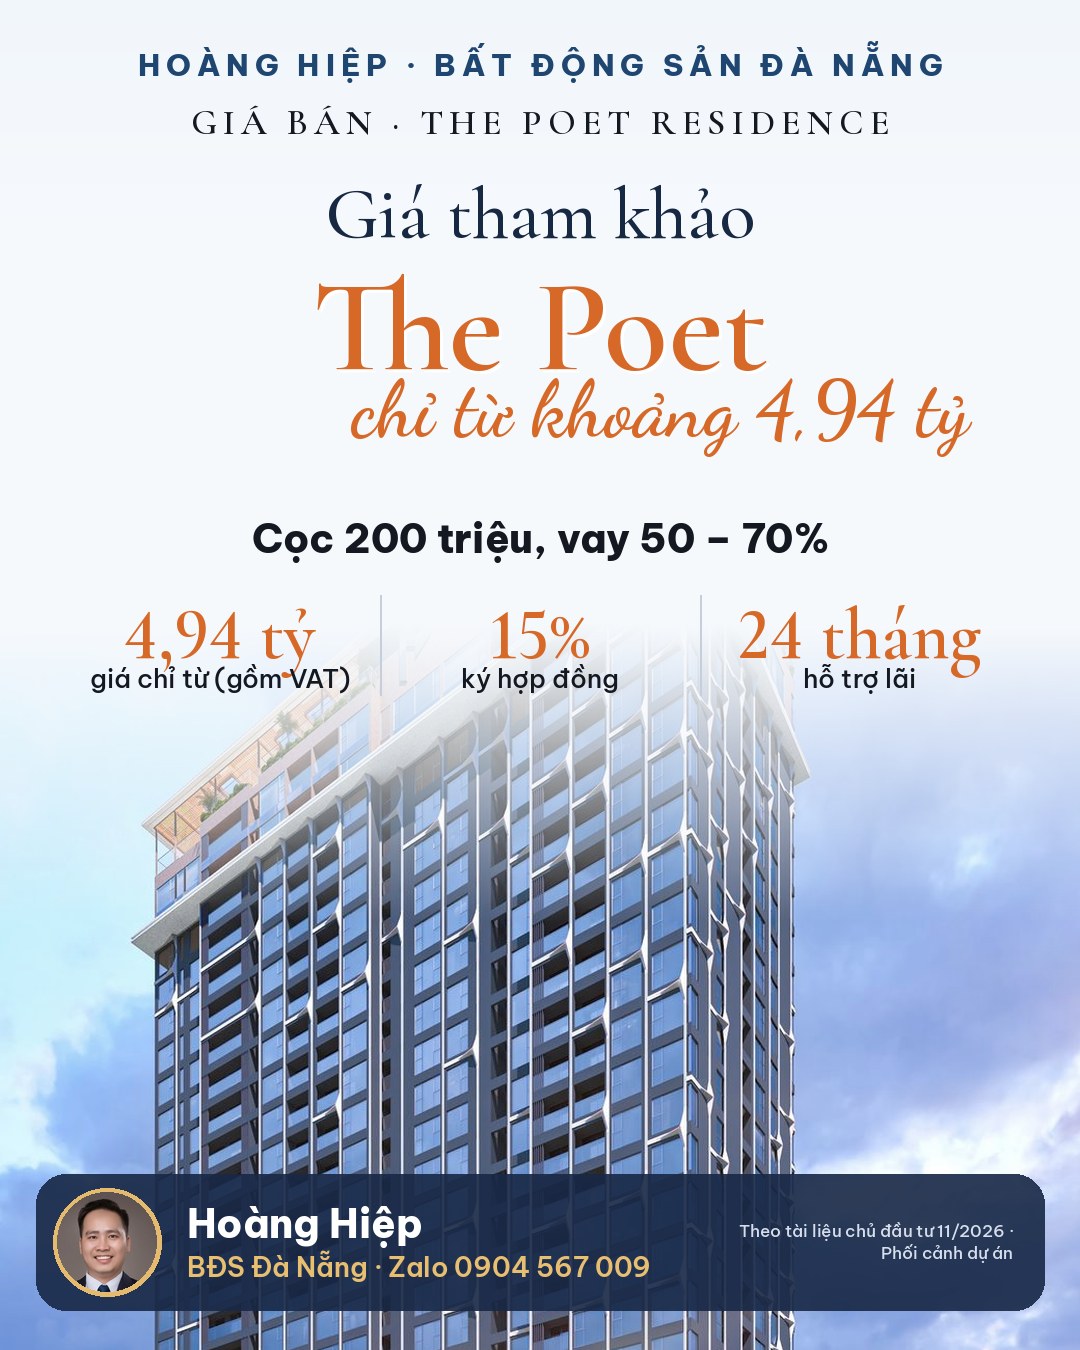 HOÀNG HIỆP · BẤT ĐỘNG SẢN ĐÀ NẴNG
GIÁ BÁN · THE POET RESIDENCE
Giá tham khảo
The Poet
chỉ từ khoảng 4,94 tỷ
Cọc 200 triệu, vay 50 – 70%
4,94 tỷ
giá chỉ từ (gồm VAT)
15%
ký hợp đồng
24 tháng
hỗ trợ lãi
Hoàng Hiệp
BĐS Đà Nẵng · Zalo 0904 567 009
Theo tài liệu chủ đầu tư 11/2026 ·
Phối cảnh dự án